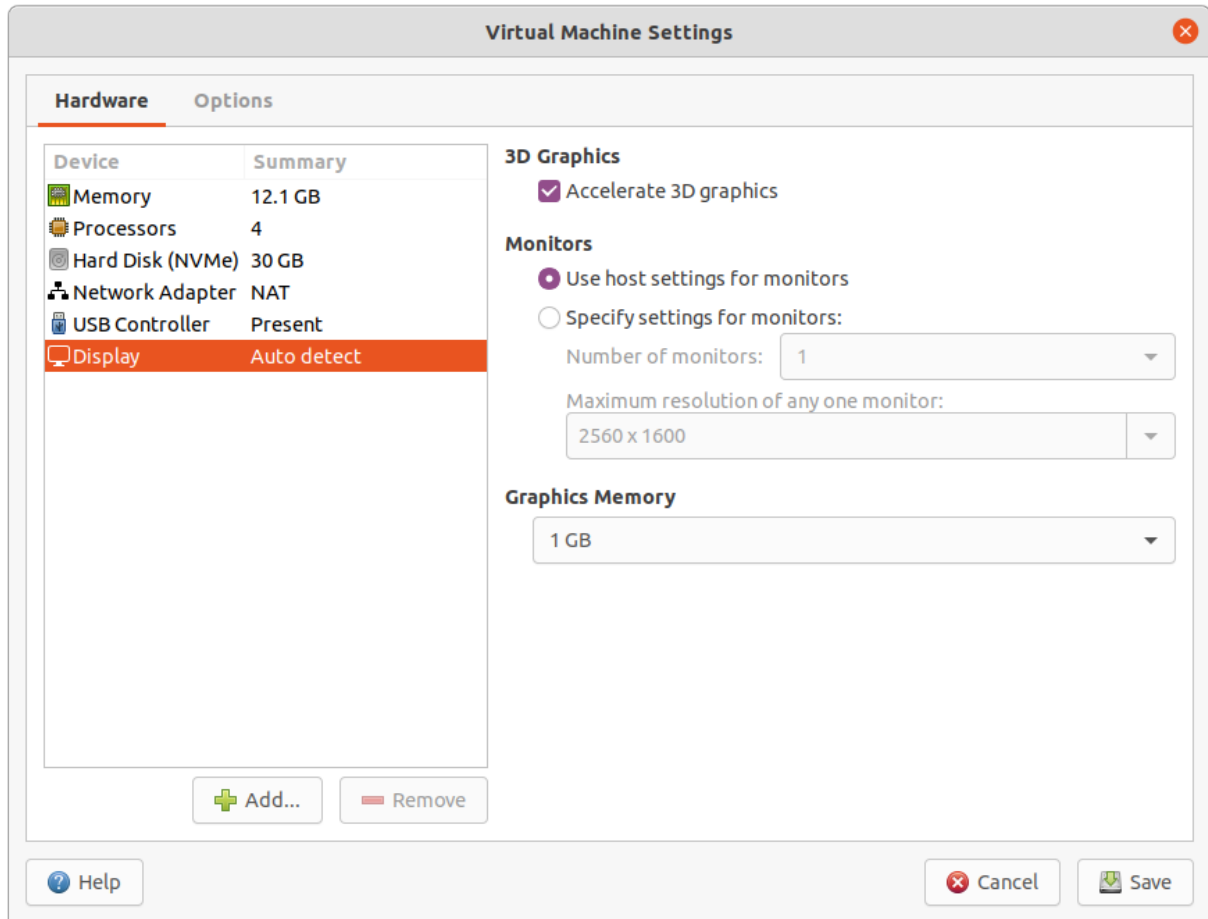 Virtual Machine Settings
Hardware Options
Device Summary
Memory 12.1 GB
Processors 4
Hard Disk (NVMe) 30 GB
Network Adapter NAT
USB Controller Present
Display Auto detect
Add... Remove
3D Graphics
Accelerate 3D graphics
Monitors
Use host settings for monitors
Specify settings for monitors:
Number of monitors: 1
Maximum resolution of any one monitor:
2560 x 1600
Graphics Memory
1 GB
Help Cancel Save